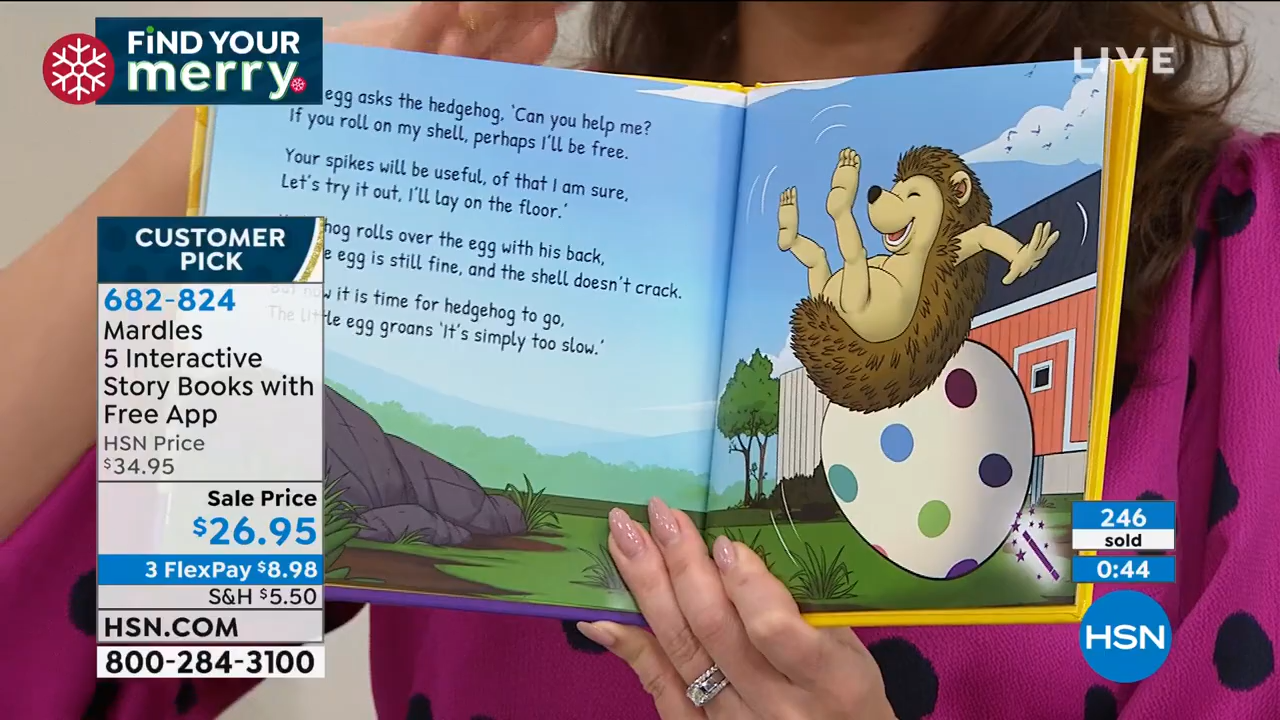 FiND YOUR
merry
LIVE
egg asks the hedgehog, 'Can you help me?
If you roll on my shell, perhaps I'll be free.
Your spikes will be useful, of that I am sure,
Let's try it out, I'll lay on the floor.'
hog rolls over the egg with his back,
e egg is still fine, and the shell doesn't crack.
But now it is time for hedgehog to go,
The little egg groans 'It's simply too slow.'
CUSTOMER
PICK
682-824
Mardles
5 Interactive
Story Books with
Free App
HSN Price
$34.95
Sale Price
$26.95
3 FlexPay $8.98
S&H $5.50
HSN.COM
800-284-3100
246
sold
0:44
HSN